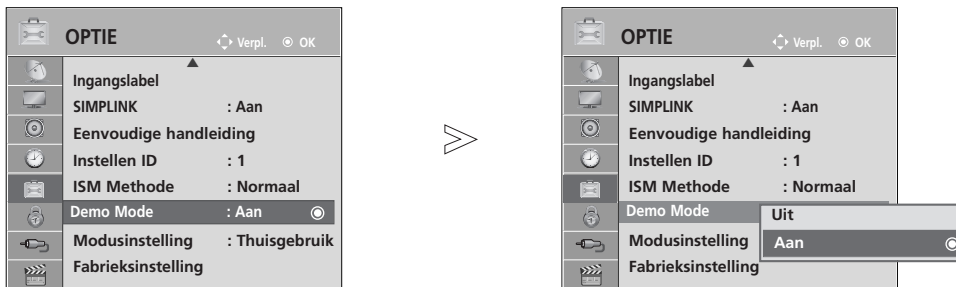 OPTIE
Verpl. OK
Ingangslabel
SIMPLINK : Aan
Eenvoudige handleiding
Instellen ID : 1
ISM Methode : Normaal
Demo Mode : Aan
Modusinstelling : Thuisgebruik
Fabrieksinstelling
OPTIE
Verpl. OK
Ingangslabel
SIMPLINK : Aan
Eenvoudige handleiding
Instellen ID : 1
ISM Methode : Normaal
Demo Mode
Uit
Modusinstelling
Aan
Fabrieksinstelling